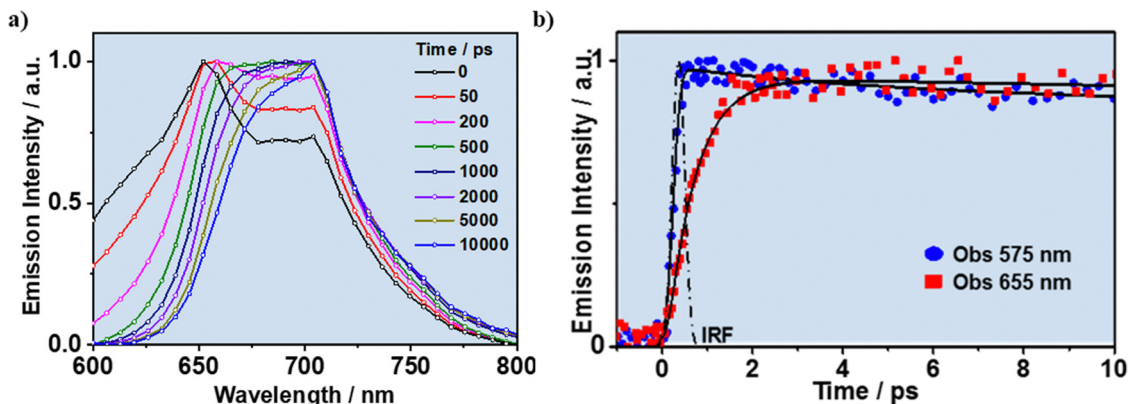 a)
Emission Intensity / a.u.
1.0
0.5
0.0
600
650
700
750
800
Wavelength / nm
Time / ps
0
50
200
500
1000
2000
5000
10000
b)
Emission Intensity / a.u.
1
0
0
2
4
6
8
10
Time / ps
IRF
Obs 575 nm
Obs 655 nm